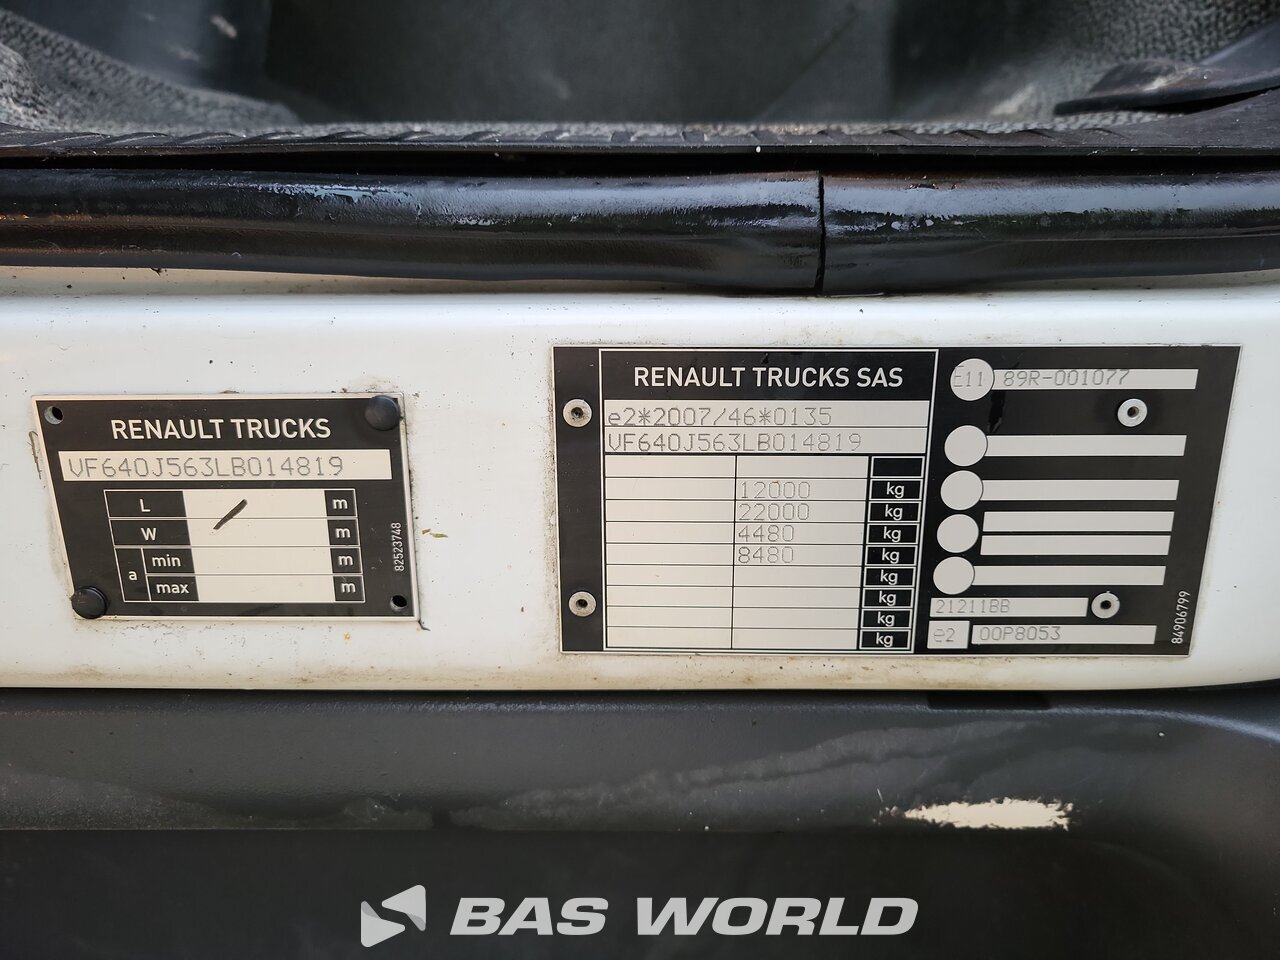 RENAULT TRUCKS
VF640J563LB014819
L m
W m
a min m
max m
82523748
RENAULT TRUCKS SAS
e2*2007/46*0135
VF640J563LB014819
12000 kg
22000 kg
4480 kg
8480 kg
kg
kg
kg
kg
E11 89R-001077
21211BB
e2 00P8053
84906799
BAS WORLD